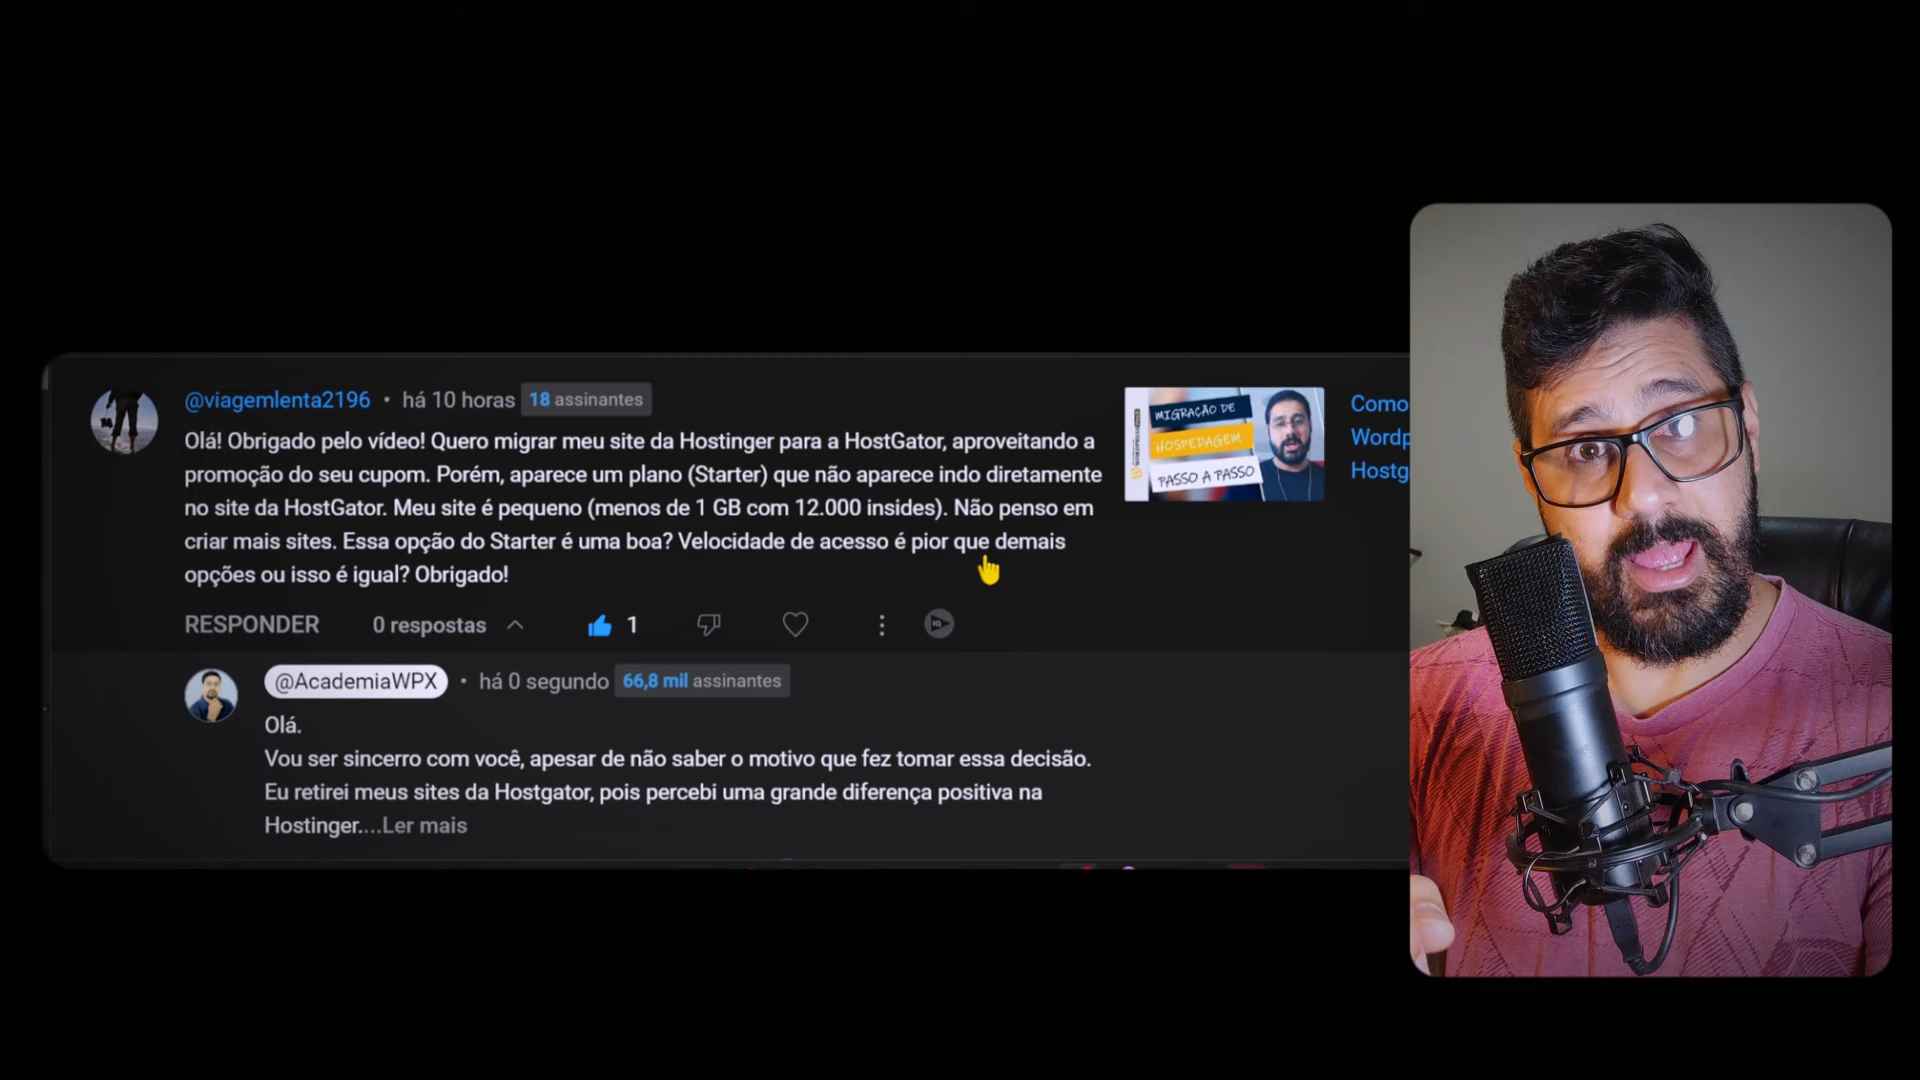 @viagemlenta2196 • há 10 horas 18 assinantes
Olá! Obrigado pelo vídeo! Quero migrar meu site da Hostinger para a HostGator, aproveitando a
promoção do seu cupom. Porém, aparece um plano (Starter) que não aparece indo diretamente
no site da HostGator. Meu site é pequeno (menos de 1 GB com 12.000 insides). Não penso em
criar mais sites. Essa opção do Starter é uma boa? Velocidade de acesso é pior que demais
opções ou isso é igual? Obrigado!
RESPONDER 0 respostas 1
MIGRAÇÃO DE
HOSPEDAGEM
PASSO A PASSO
Como
Wordp
Hostg
@AcademiaWPX • há 0 segundo 66,8 mil assinantes
Olá.
Vou ser sincerro com você, apesar de não saber o motivo que fez tomar essa decisão.
Eu retirei meus sites da Hostgator, pois percebi uma grande diferença positiva na
Hostinger....Ler mais